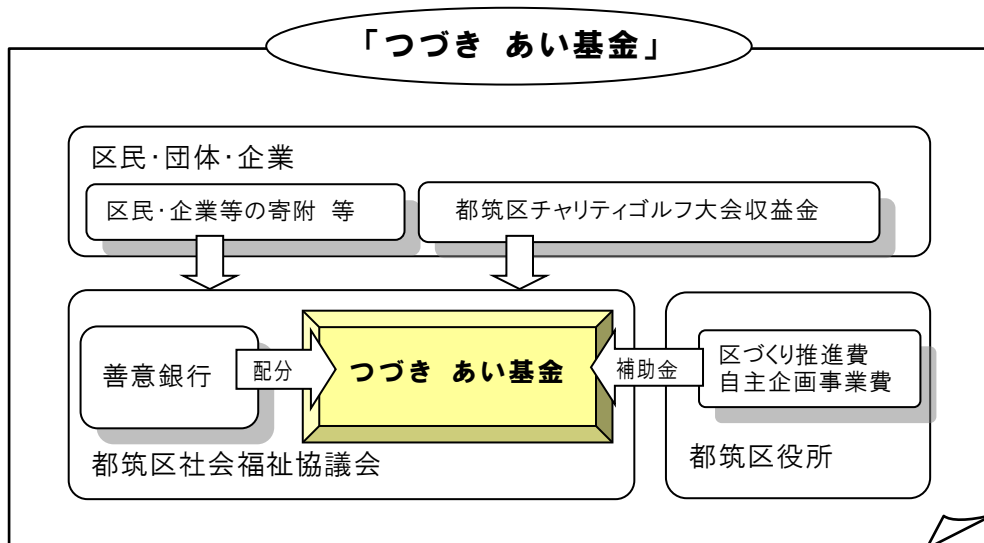 「つづき あい基金」
区民・団体・企業
区民・企業等の寄附 等
都筑区チャリティゴルフ大会収益金
善意銀行
配分
つづき あい基金
補助金
区づくり推進費
自主企画事業費
都筑区社会福祉協議会
都筑区役所